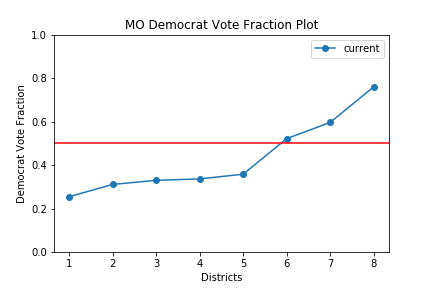 MO Democrat Vote Fraction Plot
current
1.0
0.8
0.6
0.4
0.2
0.0
Democrat Vote Fraction
1 2 3 4 5 6 7 8
Districts